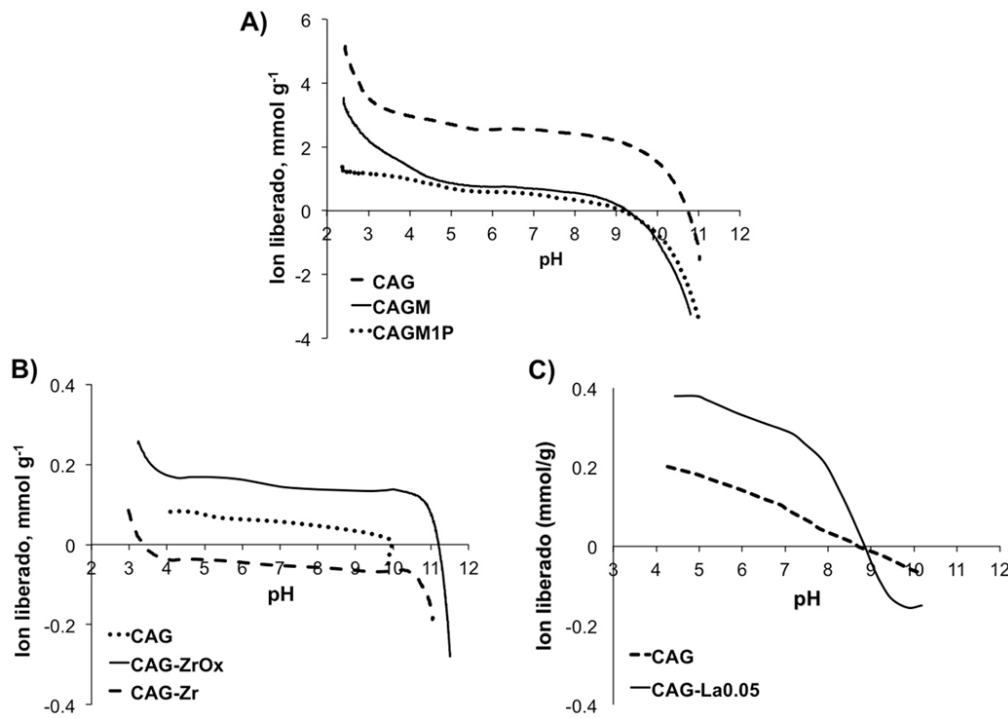 A)
Ion liberado, mmol g-1
6
4
2
0
-2
-4
2 3 4 5 6 7 8 9 10 11 12
pH
CAG
CAGM
CAGM1P
B)
Ion liberado, mmol g-1
0.4
0.2
0
-0.2
-0.4
2 3 4 5 6 7 8 9 10 11 12
pH
CAG
CAG-ZrOx
CAG-Zr
C)
Ion liberado (mmol/g)
0.4
0.2
0
-0.2
-0.4
3 4 5 6 7 8 9 10 11 12
pH
CAG
CAG-La0.05